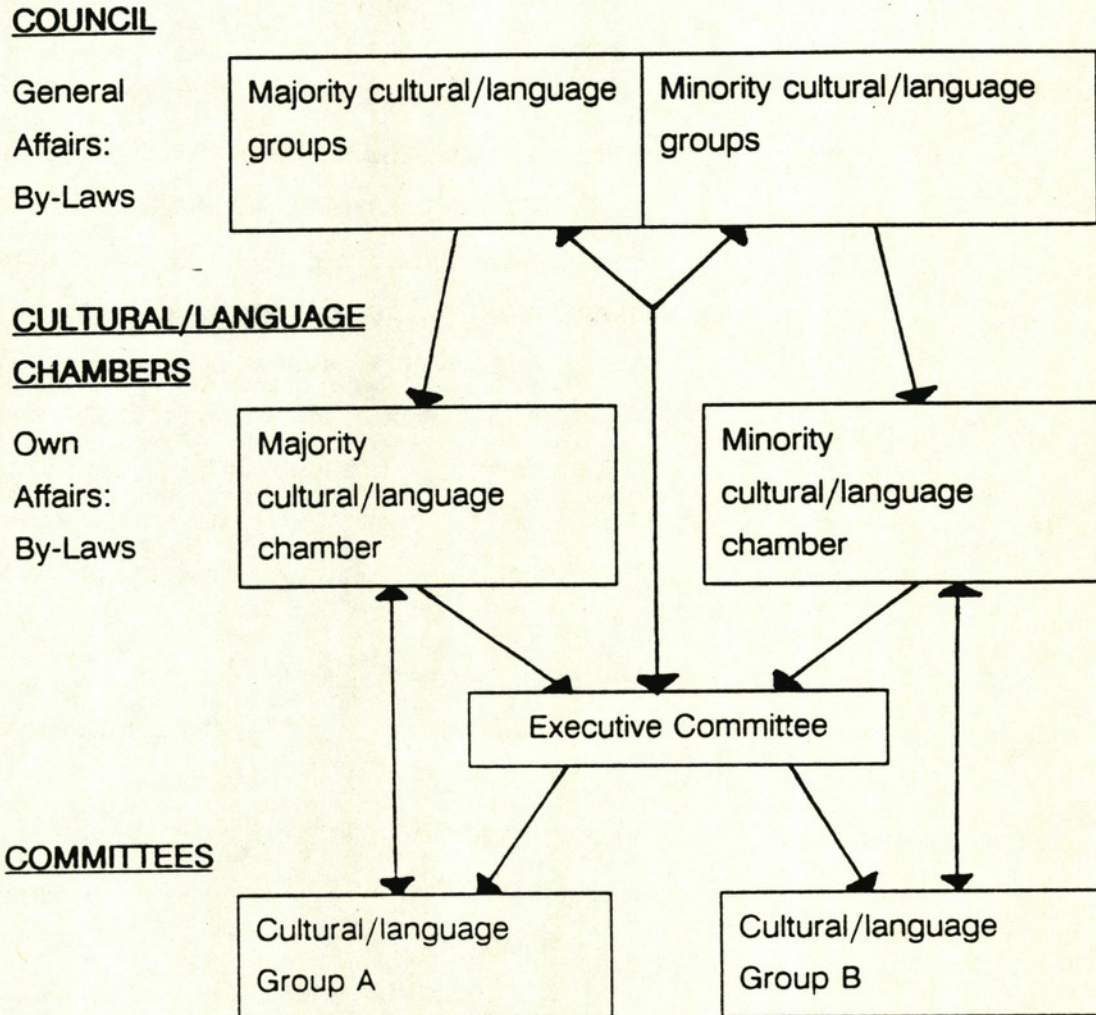 COUNCIL
General
Affairs:
By-Laws
Majority cultural/language
groups
Minority cultural/language
groups
CULTURAL/LANGUAGE
CHAMBERS
Own
Affairs:
By-Laws
Majority
cultural/language
chamber
Minority
cultural/language
chamber
Executive Committee
COMMITTEES
Cultural/language
Group A
Cultural/language
Group B